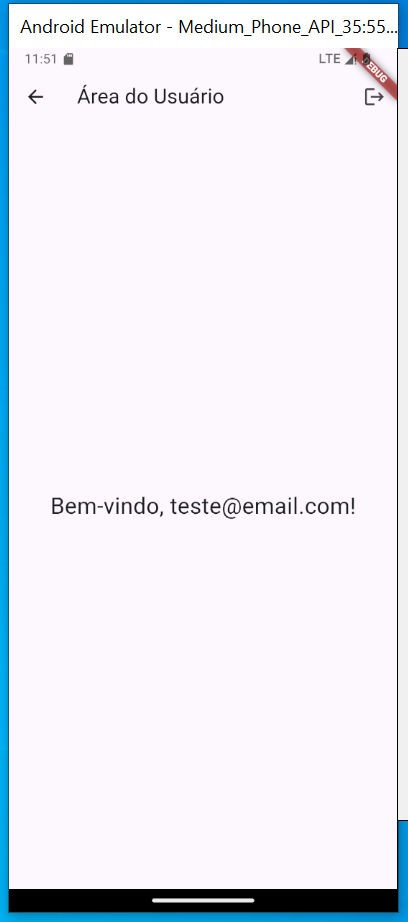 Android Emulator - Medium_Phone_API_35:55...
11:51 LTE
DEBUG
Área do Usuário
Bem-vindo, teste@email.com!